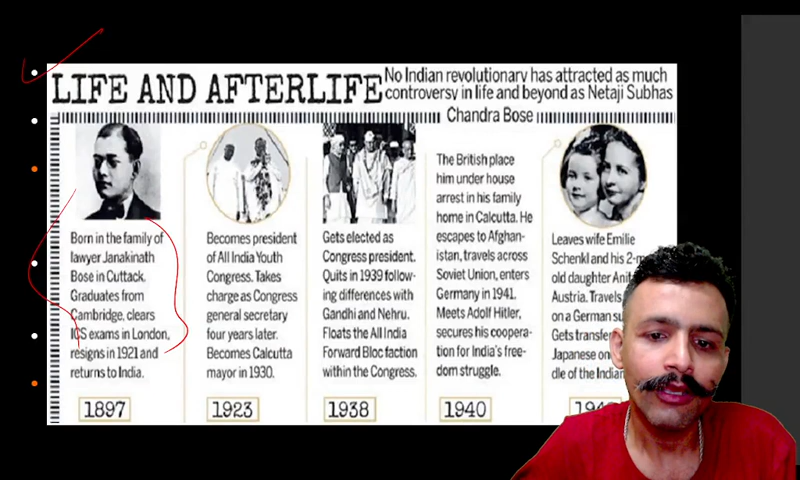 LIFE AND AFTERLIFE
No Indian revolutionary has attracted as much
controversy in life and beyond as Netaji Subhas
Chandra Bose
Born in the family of
lawyer Janakinath
Bose in Cuttack.
Graduates from
Cambridge, clears
ICS exams in London,
resigns in 1921 and
returns to India.
1897
Becomes president
of All India Youth
Congress. Takes
charge as Congress
general secretary
four years later.
Becomes Calcutta
mayor in 1930.
1923
Gets elected as
Congress president.
Quits in 1939 follow-
ing differences with
Gandhi and Nehru.
Floats the All India
Forward Bloc faction
within the Congress.
1938
The British place
him under house
arrest in his family
home in Calcutta. He
escapes to Afghan-
istan, travels across
Soviet Union, enters
Germany in 1941.
Meets Adolf Hitler,
secures his coopera-
tion for India's free-
dom struggle.
1940
Leaves wife Emilie
Schenkl and his
old daughter
Austria. Travels
on a German
Gets
Japanese
dle of the Indian